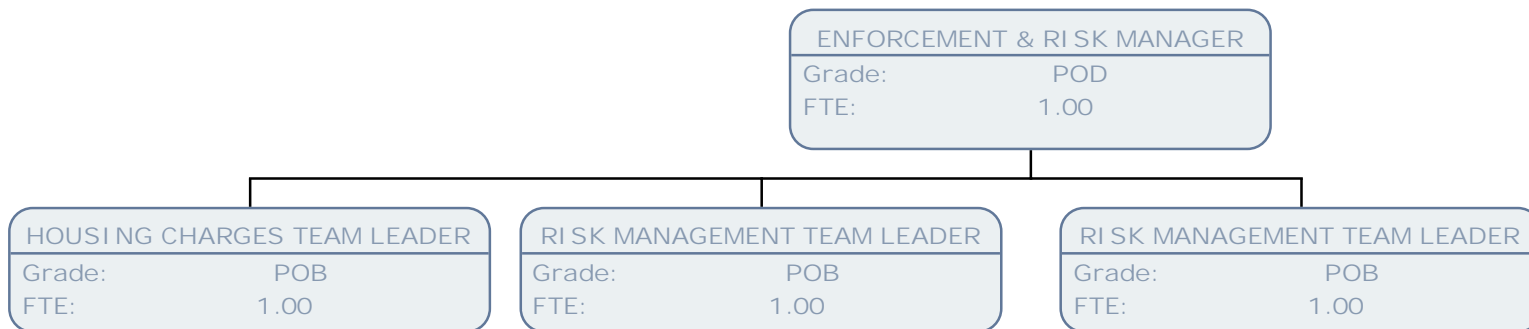 ENFORCEMENT & RISK MANAGER
Grade: POD
FTE: 1.00
HOUSING CHARGES TEAM LEADER
Grade: POB
FTE: 1.00
RISK MANAGEMENT TEAM LEADER
Grade: POB
FTE: 1.00
RISK MANAGEMENT TEAM LEADER
Grade: POB
FTE: 1.00